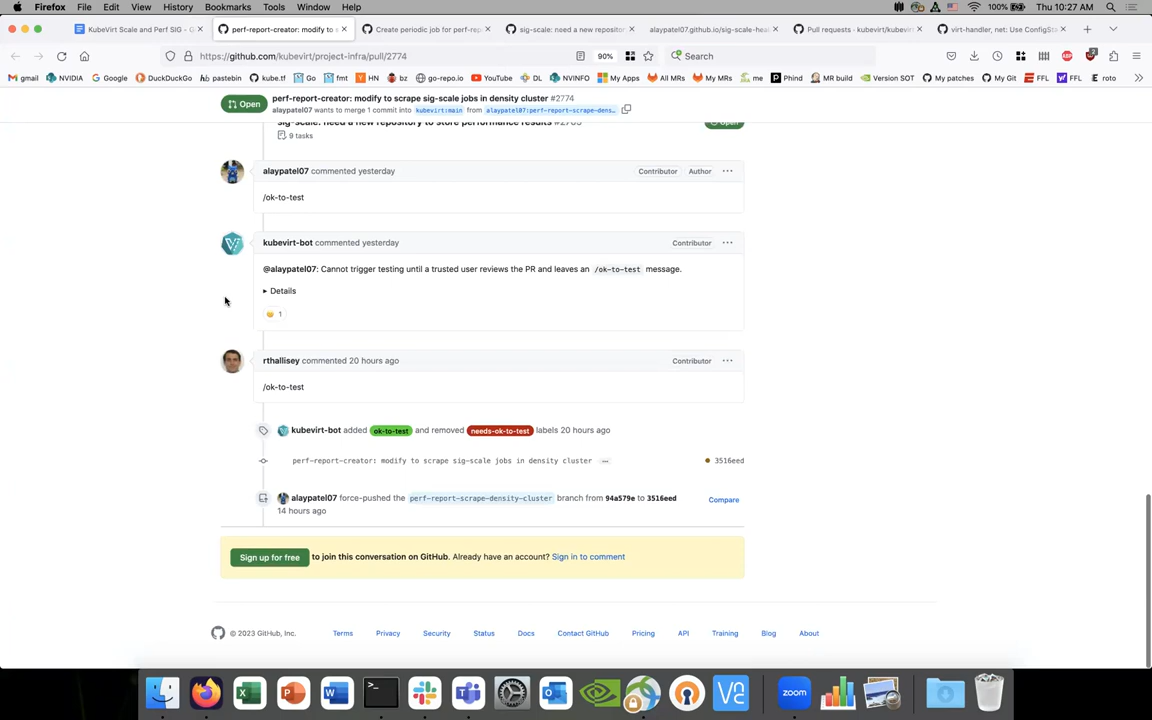 Firefox File Edit View History Bookmarks Tools Window Help
100% Thu 10:27 AM
KubeVirt Scale and Perf SIG - G
perf-report-creator: modify to s
Create periodic job for perf-rep
sig-scale: need a new repositor
alaypatel07.github.io/sig-scale-heal
Pull requests · kubevirt/kubevirt
virt-handler, net: Use ConfigSta
https://github.com/kubevirt/project-infra/pull/2774
90%
Search
gmail NVIDIA Google DuckDuckGo pastebin kube.tf Go fmt HN bz go-repo.io YouTube DL NVINFO My Apps All MRs My MRs me Phind MR build Version SOT My patches My Git FFL FFL roto
Open
perf-report-creator: modify to scrape sig-scale jobs in density cluster #2774
alaypatel07 wants to merge 1 commit into kubevirt:main from alaypatel07:perf-report-scrape-dens…
sig-scale: need a new repository to store performance results
Open
9 tasks
alaypatel07 commented yesterday
Contributor Author
/ok-to-test
kubevirt-bot commented yesterday
Contributor
@alaypatel07: Cannot trigger testing until a trusted user reviews the PR and leaves an /ok-to-test message.
Details
1
rthallisey commented 20 hours ago
Contributor
/ok-to-test
kubevirt-bot added ok-to-test and removed needs-ok-to-test labels 20 hours ago
perf-report-creator: modify to scrape sig-scale jobs in density cluster … 3516eed
alaypatel07 force-pushed the perf-report-scrape-density-cluster branch from 94a579e to 3516eed
14 hours ago
Compare
Sign up for free to join this conversation on GitHub. Already have an account? Sign in to comment
© 2023 GitHub, Inc. Terms Privacy Security Status Docs Contact GitHub Pricing API Training Blog About
zoom